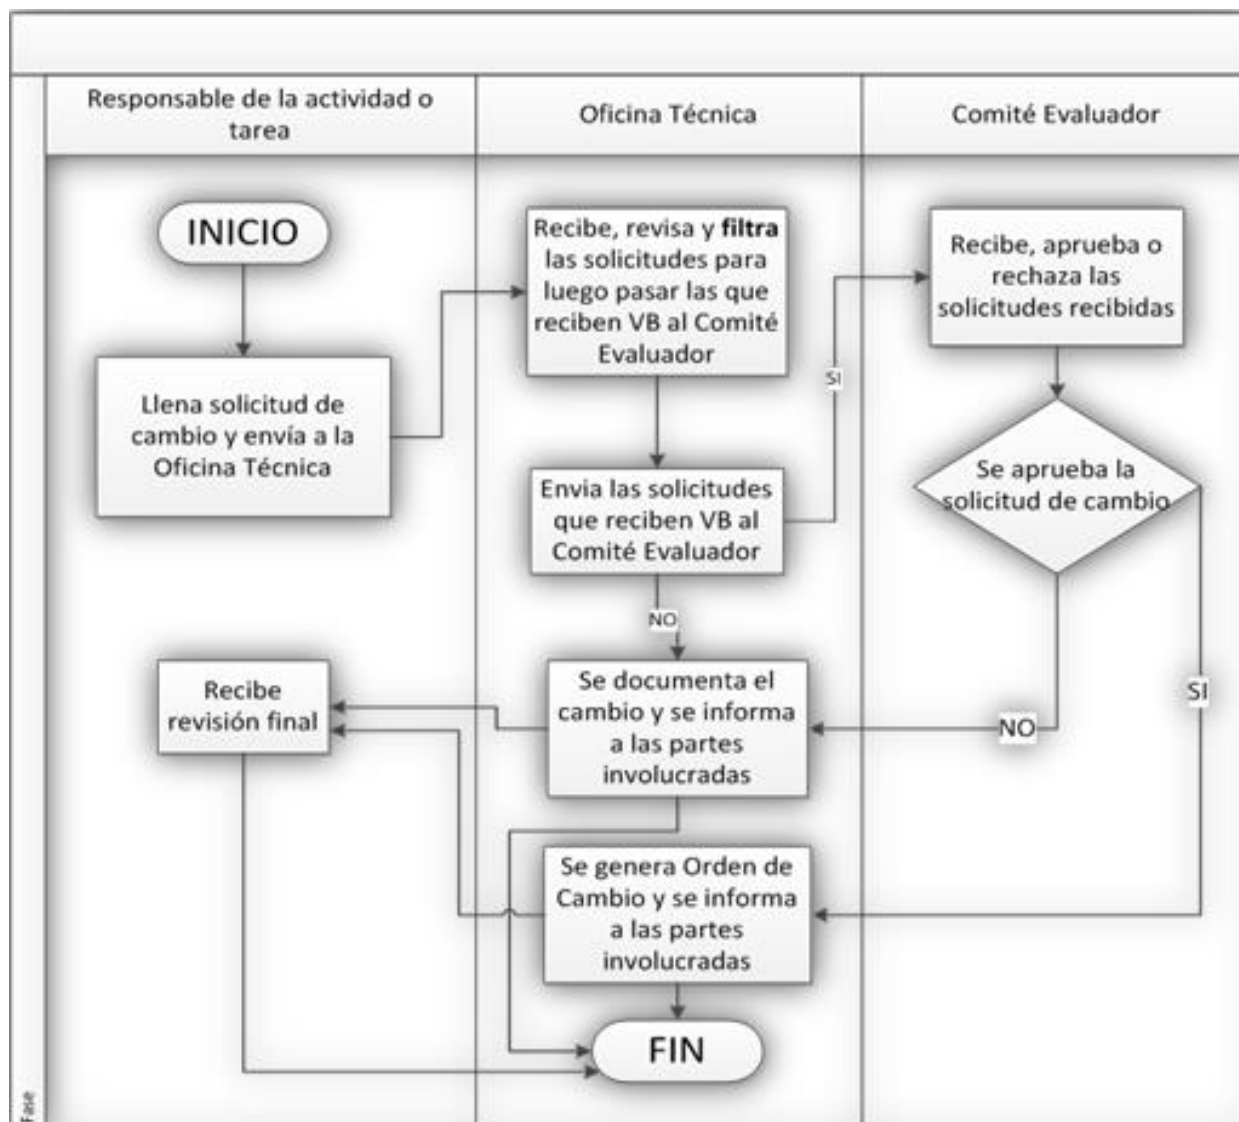 Responsable de la actividad o
tarea
Oficina Técnica
Comité Evaluador
INICIO
Llena solicitud de
cambio y envía a la
Oficina Técnica
Recibe, revisa y filtra
las solicitudes para
luego pasar las que
reciben VB al Comité
Evaluador
Recibe, aprueba o
rechaza las
solicitudes recibidas
SI
Envia las solicitudes
que reciben VB al
Comité Evaluador
Se aprueba la
solicitud de cambio
NO
Recibe
revisión final
Se documenta el
cambio y se informa
a las partes
involucradas
NO
SI
Se genera Orden de
Cambio y se informa
a las partes
involucradas
FIN
Fase